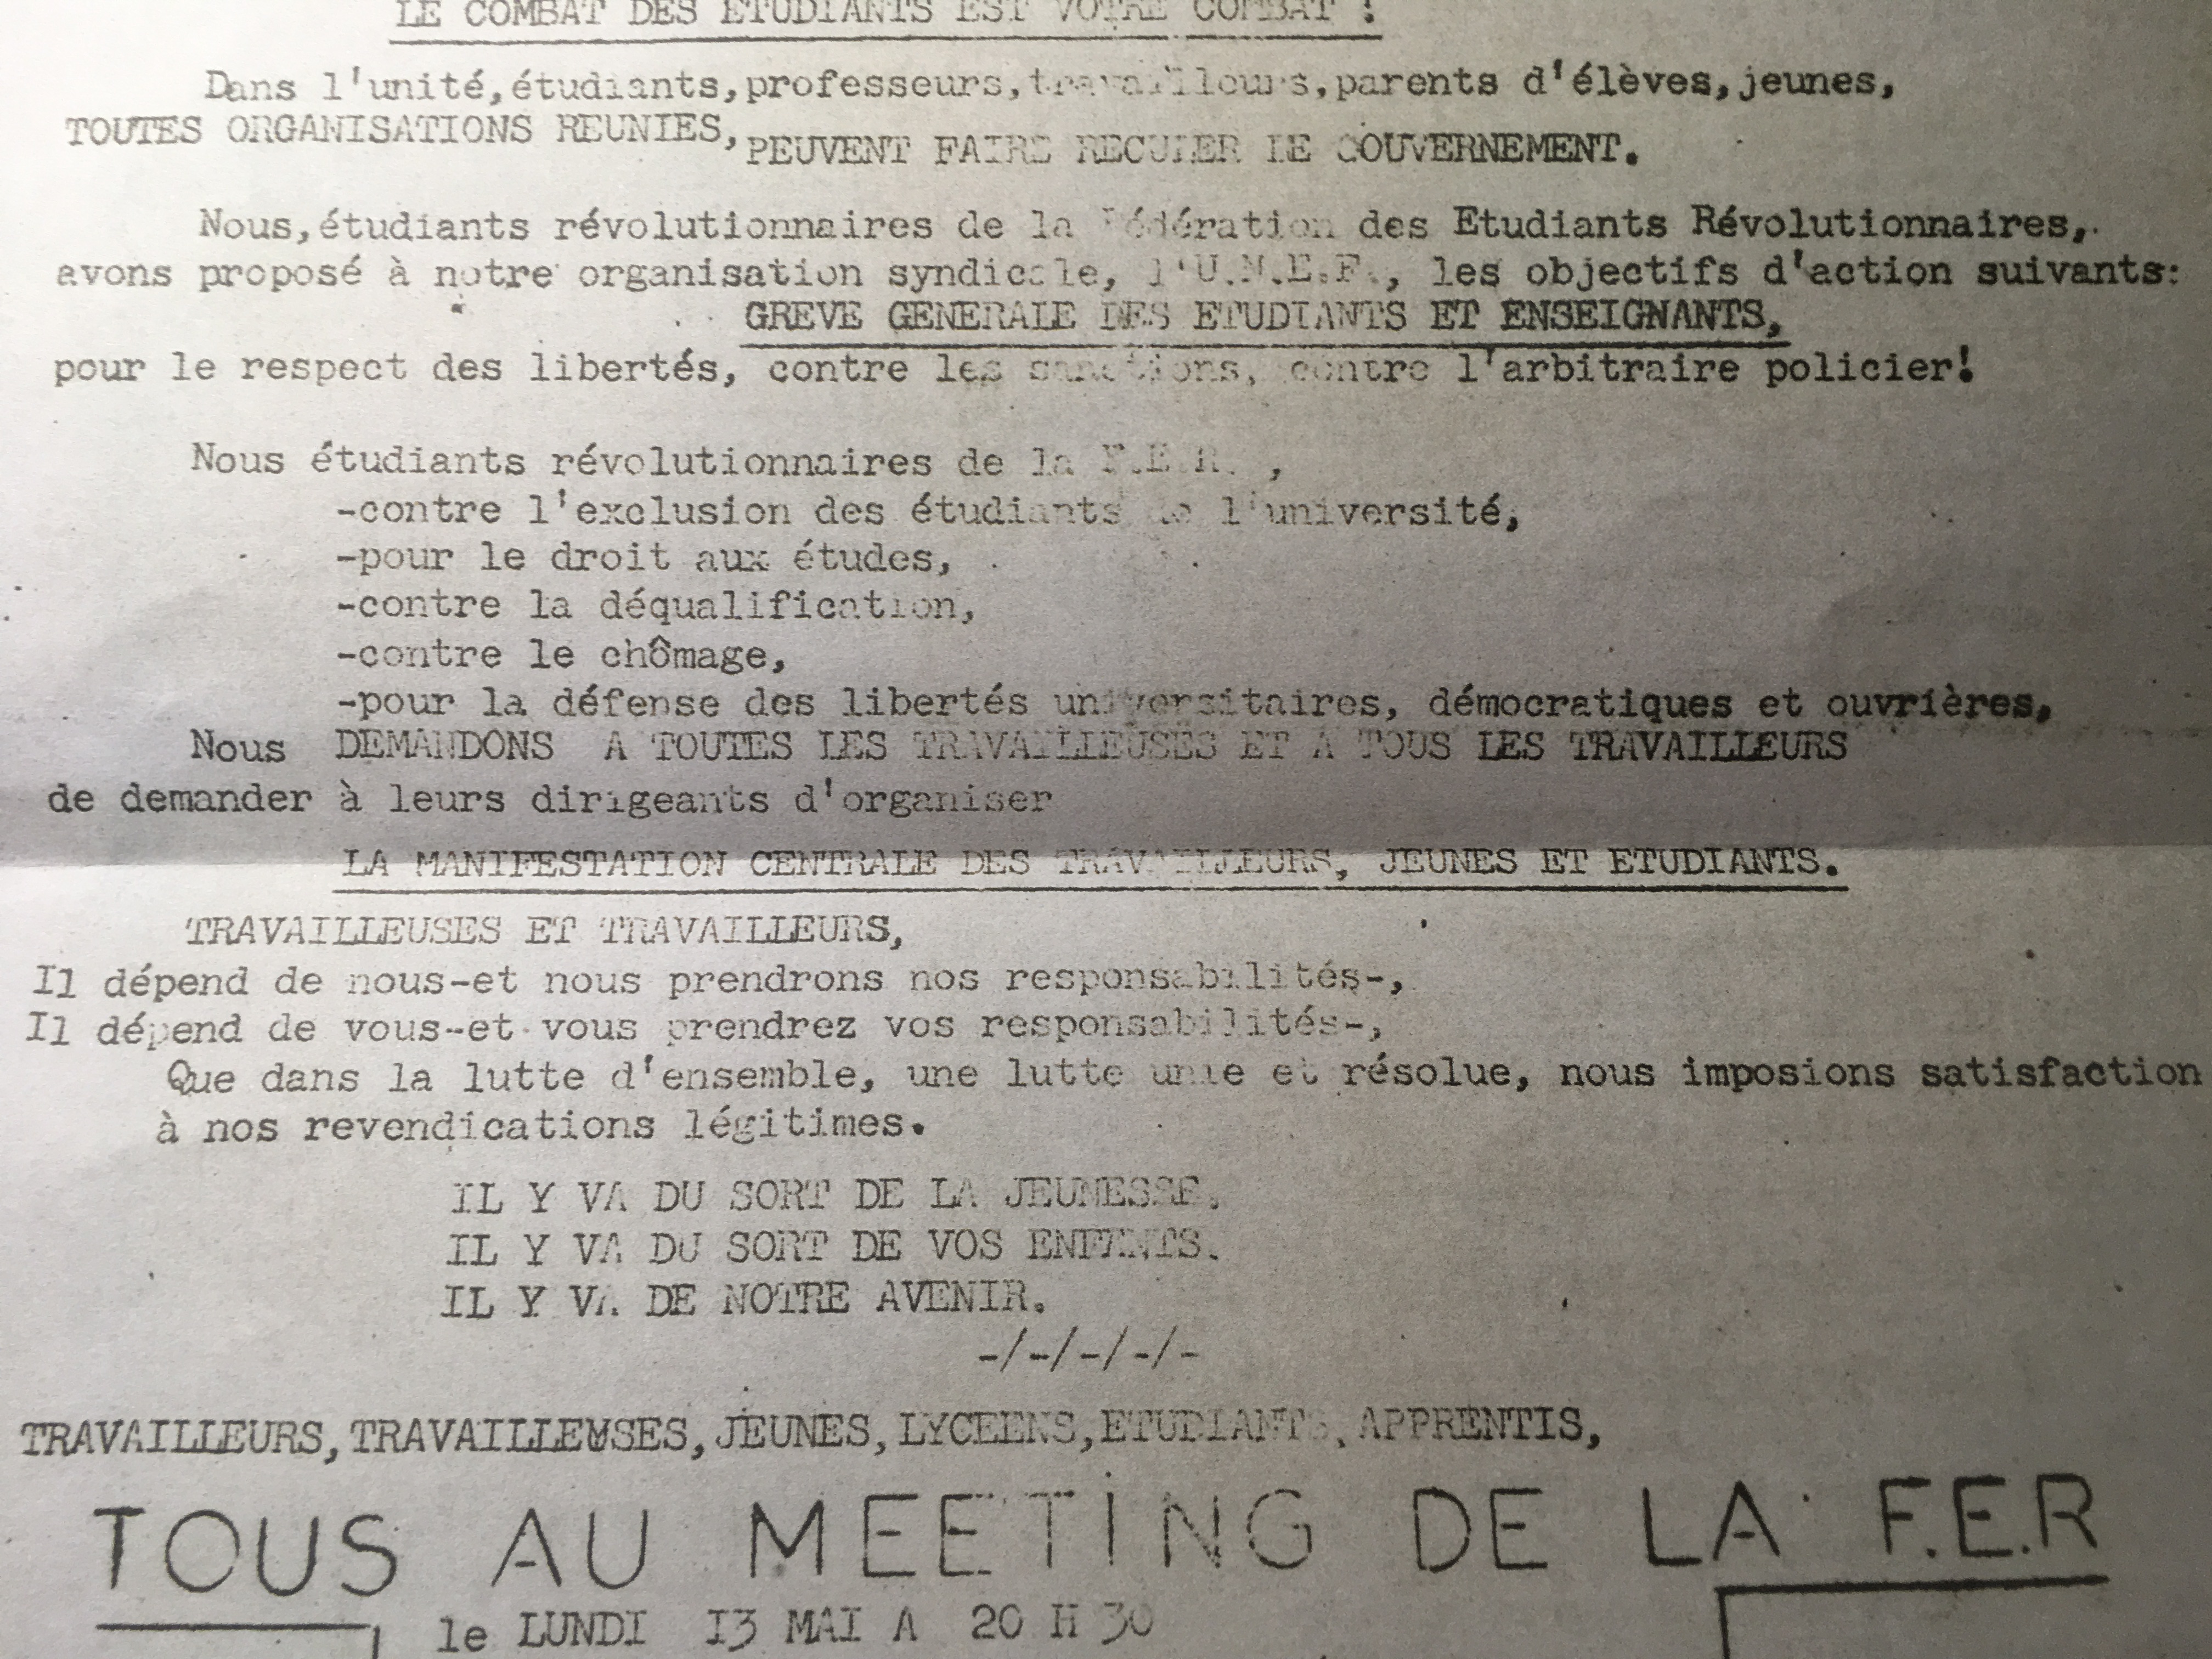 LE COMBAT DES ETUDIANTS EST VOTRE COMBAT !
Dans l'unité,étudiants,professeurs,travailleurs,parents d'élèves,jeunes,
TOUTES ORGANISATIONS REUNIES,PEUVENT FAIRE RECULER LE GOUVERNEMENT.
Nous,étudiants révolutionnaires de la Fédération des Etudiants Révolutionnaires,
avons proposé à notre organisation syndicale, l'U.N.E.F., les objectifs d'action suivants:
GREVE GENERALE DES ETUDIANTS ET ENSEIGNANTS,
pour le respect des libertés, contre les sanctions, contre l'arbitraire policier!
Nous étudiants révolutionnaires de la F.E.R. ,
-contre l'exclusion des étudiants de l'université,
-pour le droit aux études,
-contre la déqualification,
-contre le chômage,
-pour la défense des libertés universitaires, démocratiques et ouvrières,
Nous DEMANDONS A TOUTES LES TRAVAILLEUSES ET A TOUS LES TRAVAILLEURS
de demander à leurs dirigeants d'organiser
LA MANIFESTATION CENTRALE DES TRAVAILLEURS, JEUNES ET ETUDIANTS.
TRAVAILLEUSES ET TRAVAILLEURS,
Il dépend de nous-et nous prendrons nos responsabilités-,
Il dépend de vous-et vous prendrez vos responsabilités-,
Que dans la lutte d'ensemble, une lutte unie et résolue, nous imposions satisfaction
à nos revendications légitimes.
IL Y VA DU SORT DE LA JEUNESSE.
IL Y VA DU SORT DE VOS ENFANTS.
IL Y VA DE NOTRE AVENIR.
-/-/-/-/-
TRAVAILLEURS,TRAVAILLEUSES,JEUNES,LYCEENS,ETUDIANTS,APPRENTIS,
TOUS AU MEETING DE LA F.E.R
le LUNDI 13 MAI A 20 H 30